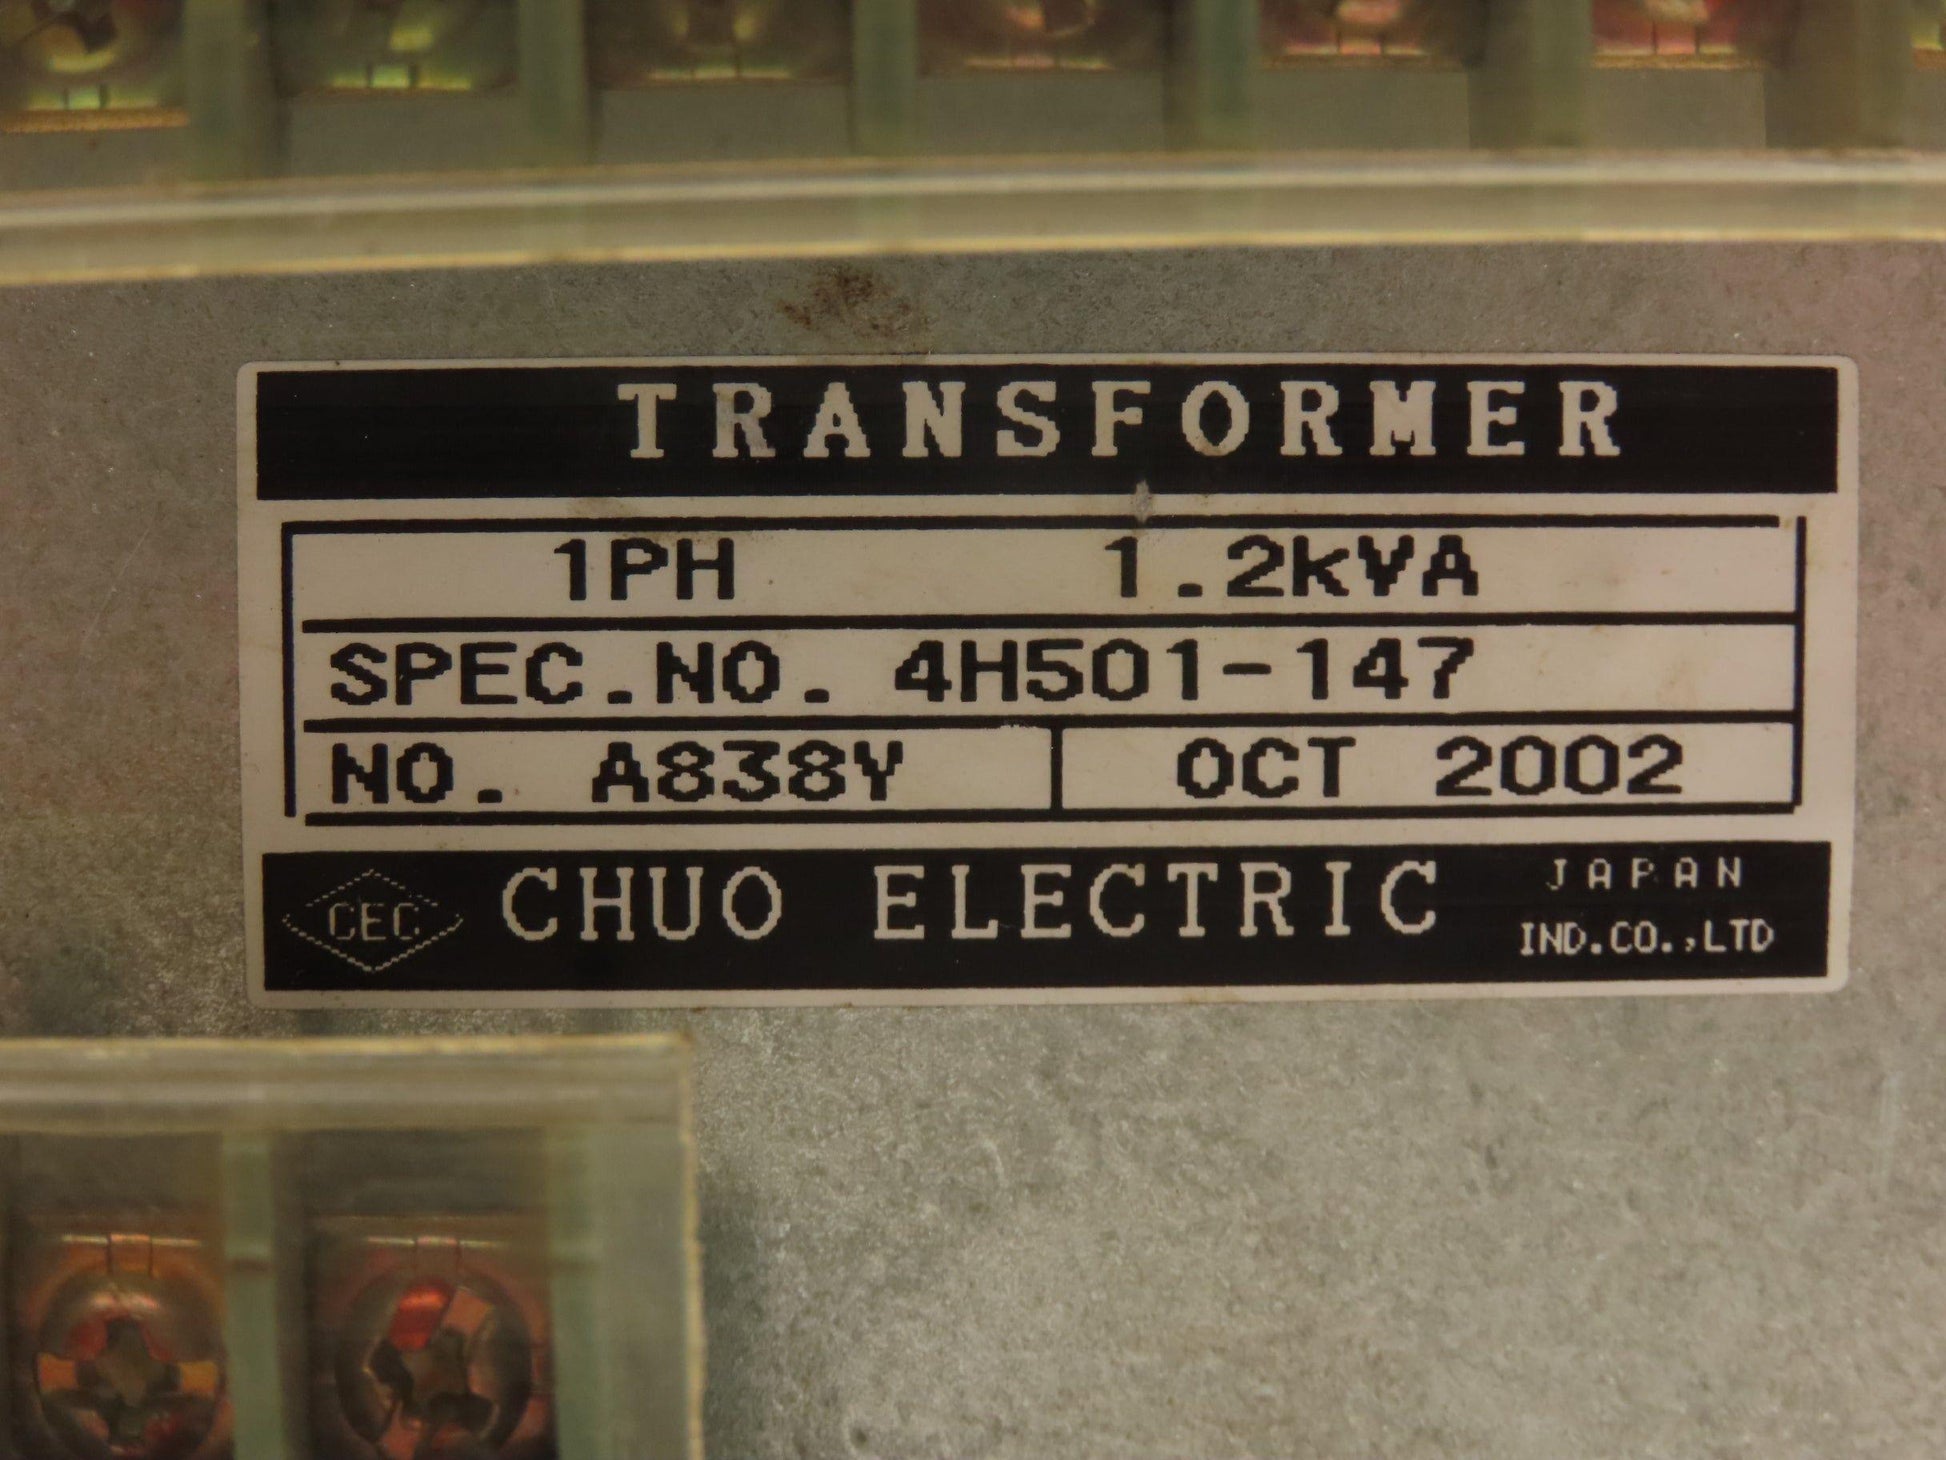 TRANSFORMER
1PH 1.2kVA
SPEC.NO. 4H501-147
NO. A838Y OCT 2002
CEC CHUO ELECTRIC JAPAN
IND.CO.,LTD